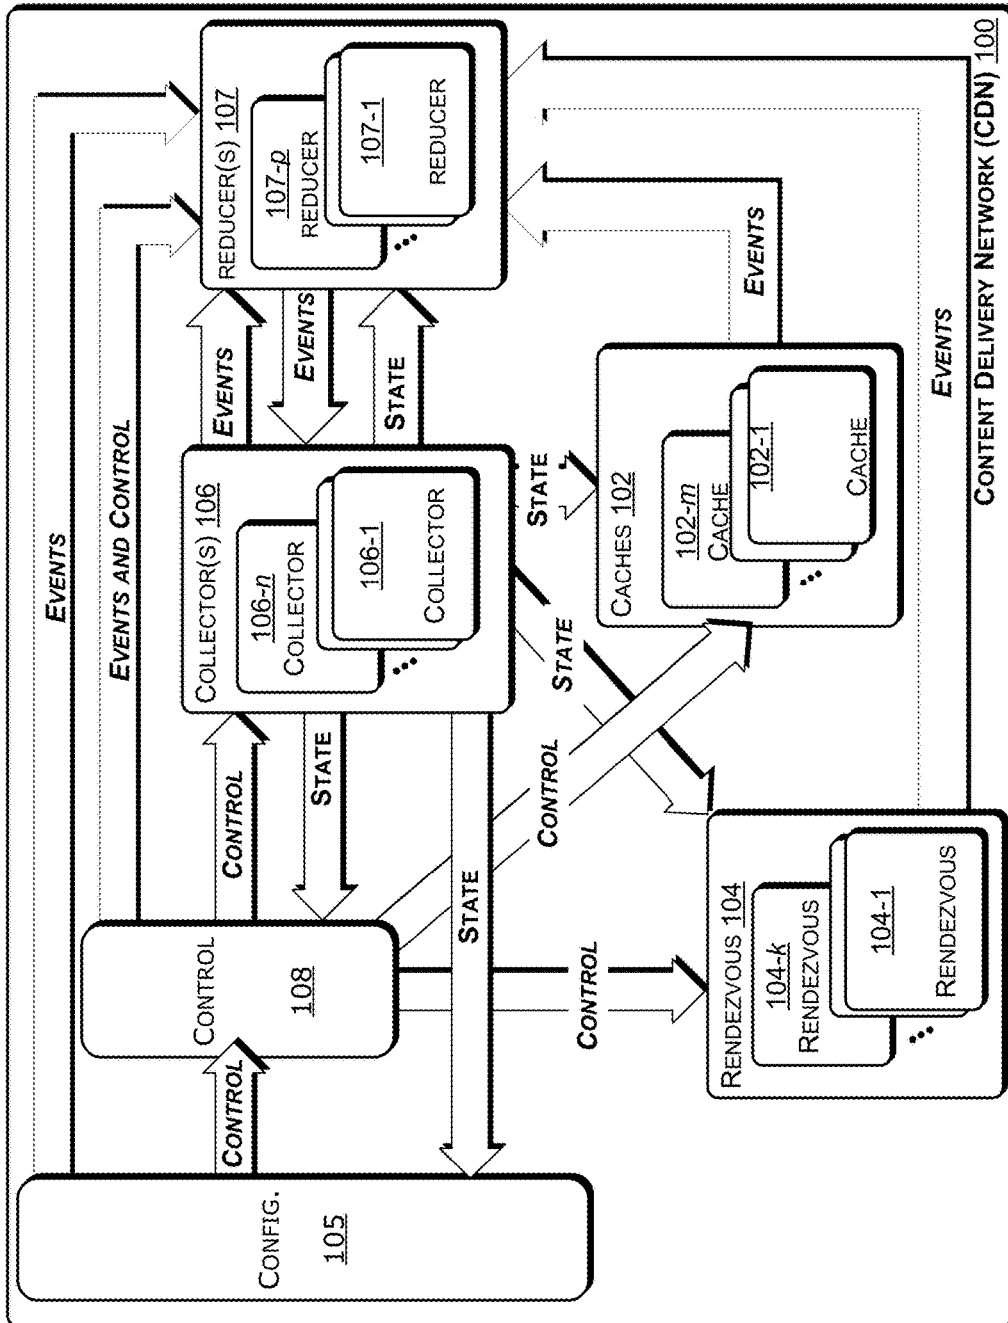 CONTENT DELIVERY NETWORK (CDN) 100
EVENTS
EVENTS AND CONTROL
CONFIG.
105
CONTROL
CONTROL
108
CONTROL
STATE
STATE
COLLECTOR(S) 106
106-n
COLLECTOR
106-1
COLLECTOR
...
EVENTS
EVENTS
STATE
REDUCER(S) 107
107-p
REDUCER
107-1
REDUCER
...
CONTROL
CONTROL
STATE
STATE
RENDEZVOUS 104
104-k
RENDEZVOUS
104-1
RENDEZVOUS
...
CACHES 102
102-m
CACHE
102-1
CACHE
...
EVENTS
EVENTS